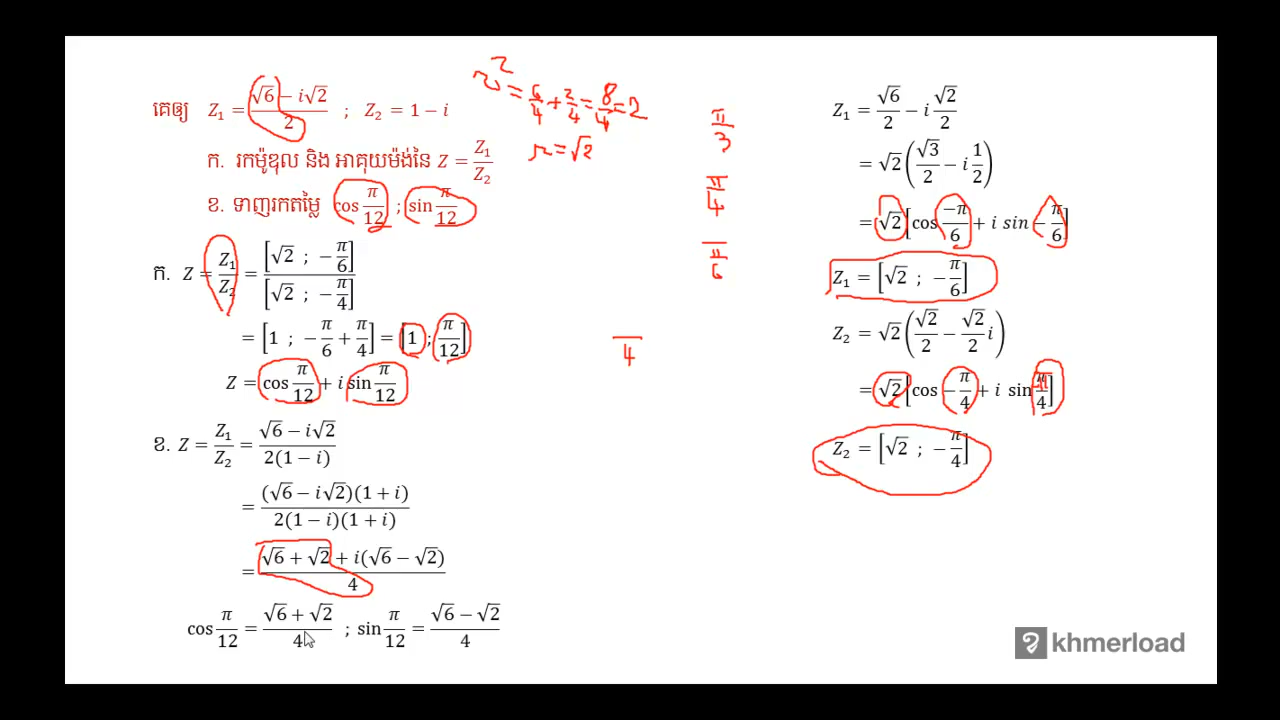 គេឲ្យ Z₁ = (√6 − i√2)/2 ; Z₂ = 1 − i
ក. រកម៉ូឌុល និង អាគុយម៉ង់នៃ Z = Z₁/Z₂
ខ. ទាញរកតម្លៃ cos π/12 ; sin π/12
r² = 6/4 + 2/4 = 8/4 = 2
r = √2
π/3
π/4
π/6
4
ក. Z = Z₁/Z₂ = [√2 ; −π/6]/[√2 ; −π/4]
= [1 ; −π/6 + π/4] = [1 ; π/12]
Z = cos π/12 + i sin π/12
ខ. Z = Z₁/Z₂ = (√6 − i√2)/(2(1 − i))
= ((√6 − i√2)(1 + i))/(2(1 − i)(1 + i))
= (√6 + √2 + i(√6 − √2))/4
cos π/12 = (√6 + √2)/4 ; sin π/12 = (√6 − √2)/4
Z₁ = √6/2 − i √2/2
= √2(√3/2 − i 1/2)
= √2[cos −π/6 + i sin −π/6]
Z₁ = [√2 ; −π/6]
Z₂ = √2(√2/2 − √2/2 i)
= √2[cos −π/4 + i sin −π/4]
Z₂ = [√2 ; −π/4]
khmerload